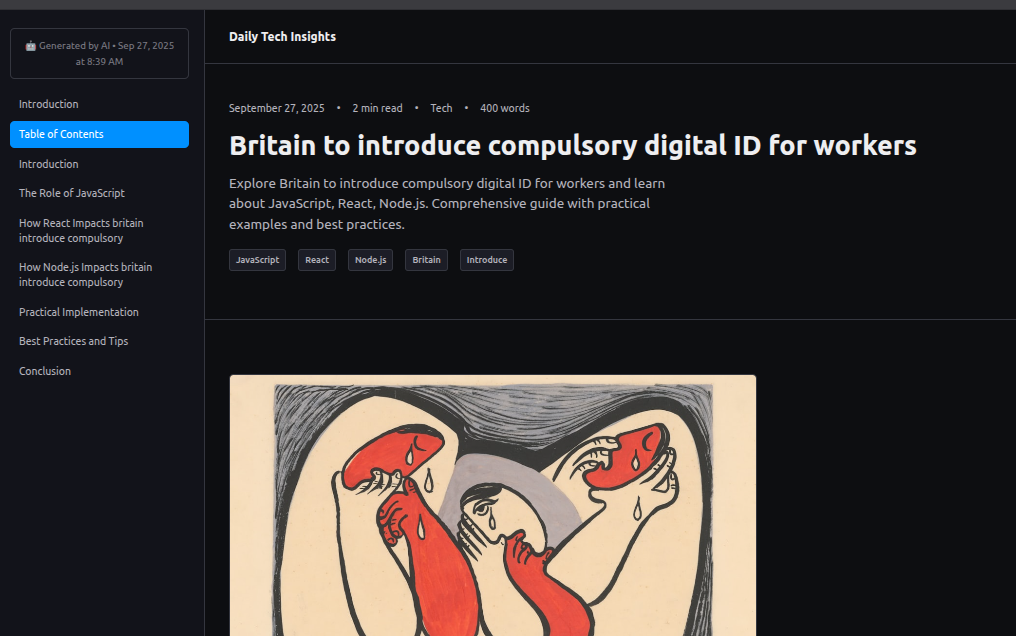 🤖 Generated by AI • Sep 27, 2025
at 8:39 AM
Introduction
Table of Contents
Introduction
The Role of JavaScript
How React Impacts britain
introduce compulsory
How Node.js Impacts britain
introduce compulsory
Practical Implementation
Best Practices and Tips
Conclusion
Daily Tech Insights
September 27, 2025 • 2 min read • Tech • 400 words
Britain to introduce compulsory digital ID for workers
Explore Britain to introduce compulsory digital ID for workers and learn
about JavaScript, React, Node.js. Comprehensive guide with practical
examples and best practices.
JavaScript React Node.js Britain Introduce